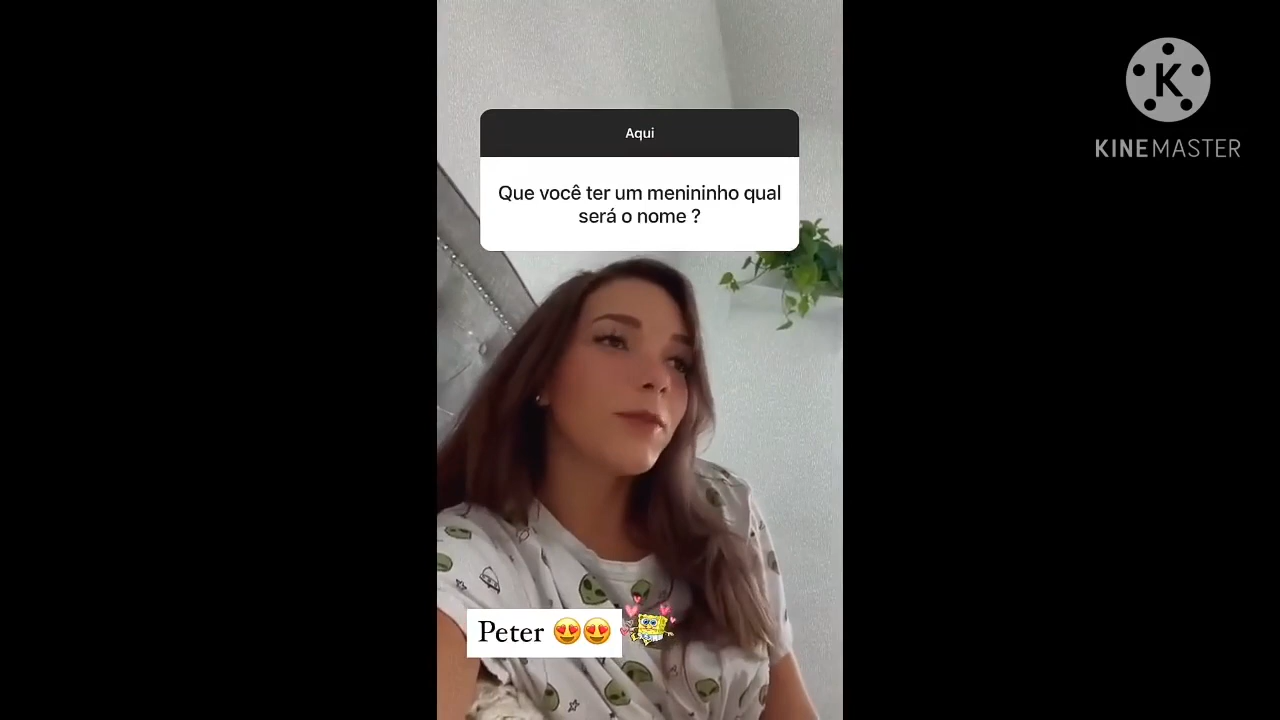 Aqui
Que você ter um menininho qual
será o nome ?
Peter 😍😍
K
KINEMASTER